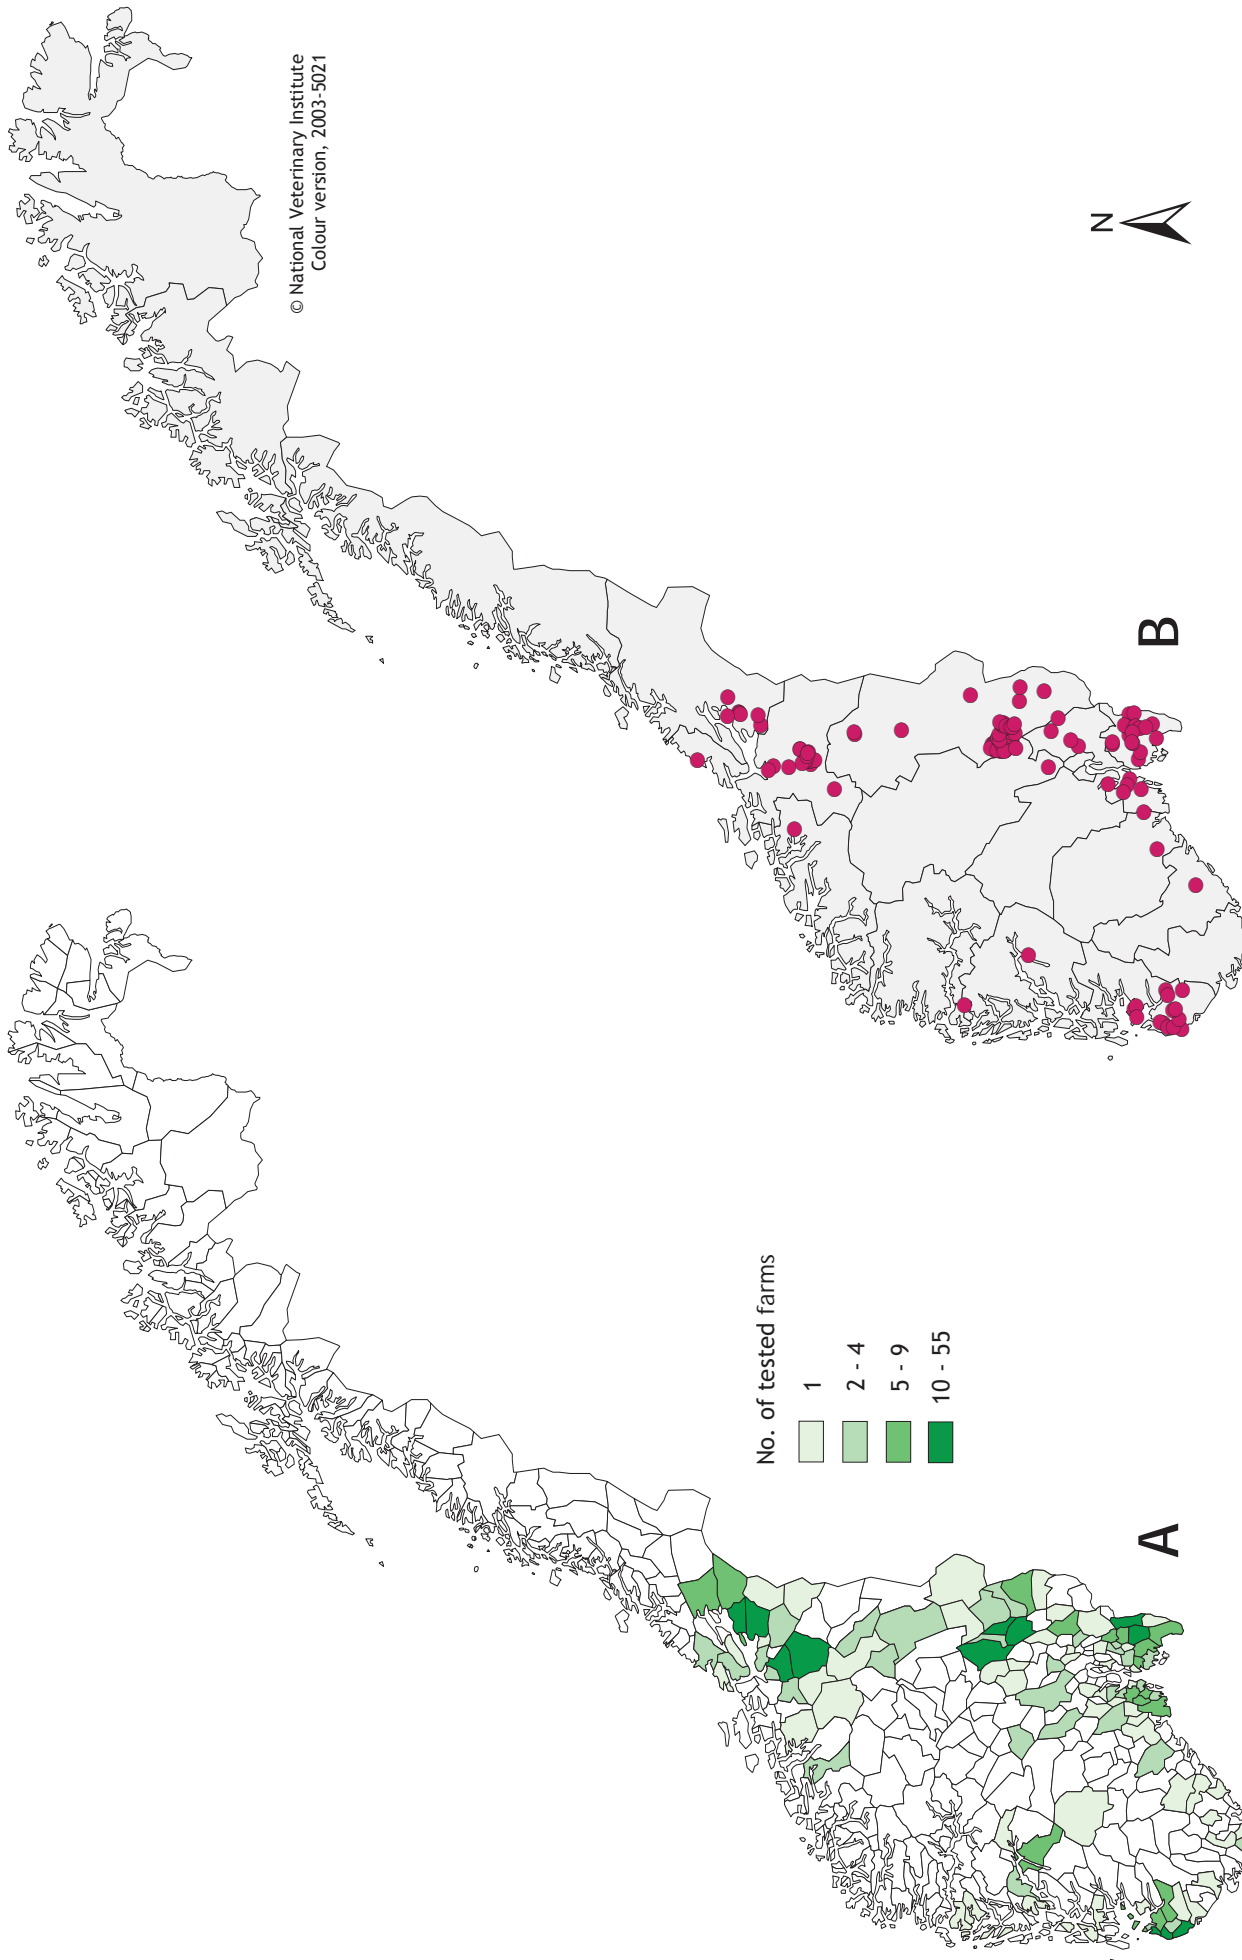 © National Veterinary Institute
Colour version, 2003-5021
N
B
No. of tested farms
1
2 - 4
5 - 9
10 - 55
A